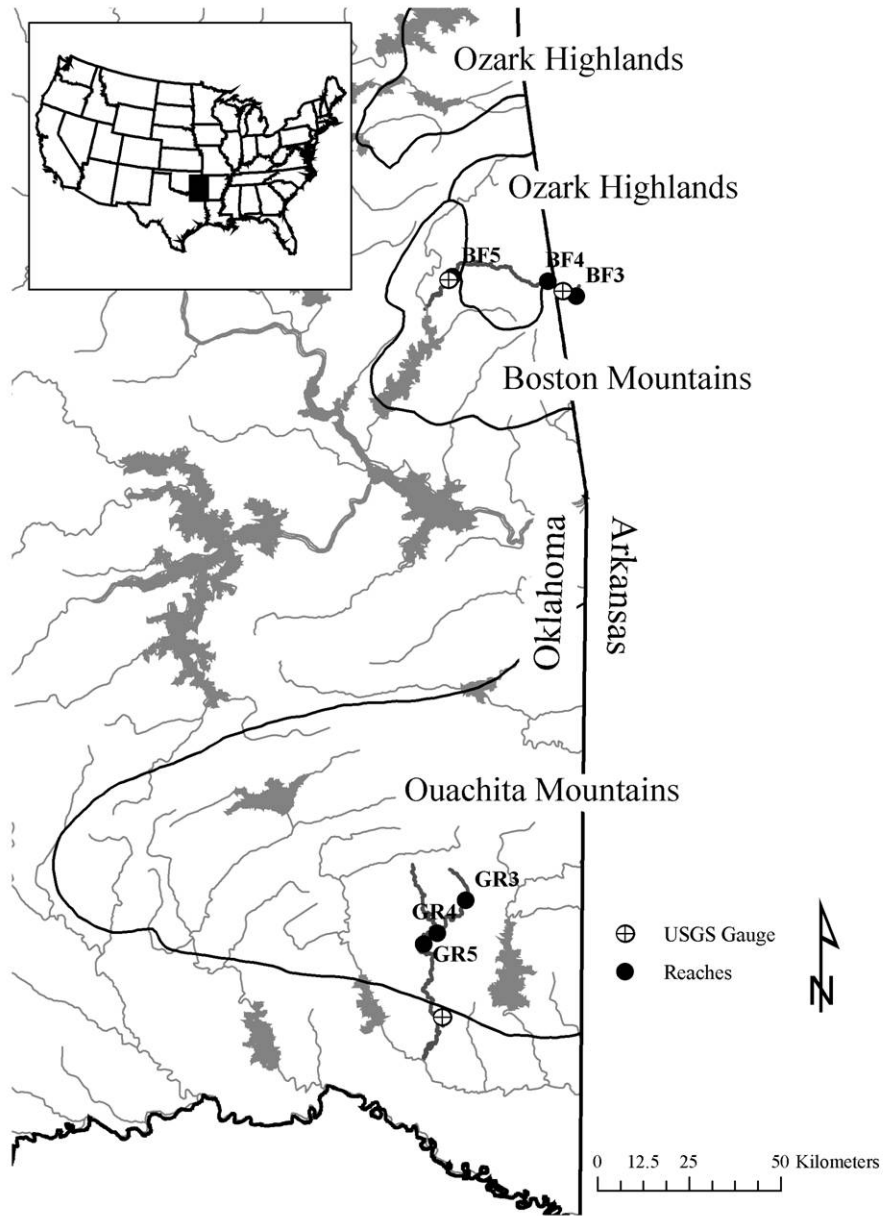 Ozark Highlands
Ozark Highlands
BF5
BF4
BF3
Boston Mountains
Oklahoma
Arkansas
Ouachita Mountains
GR3
GR4
GR5
USGS Gauge
Reaches
N
0 12.5 25 50 Kilometers